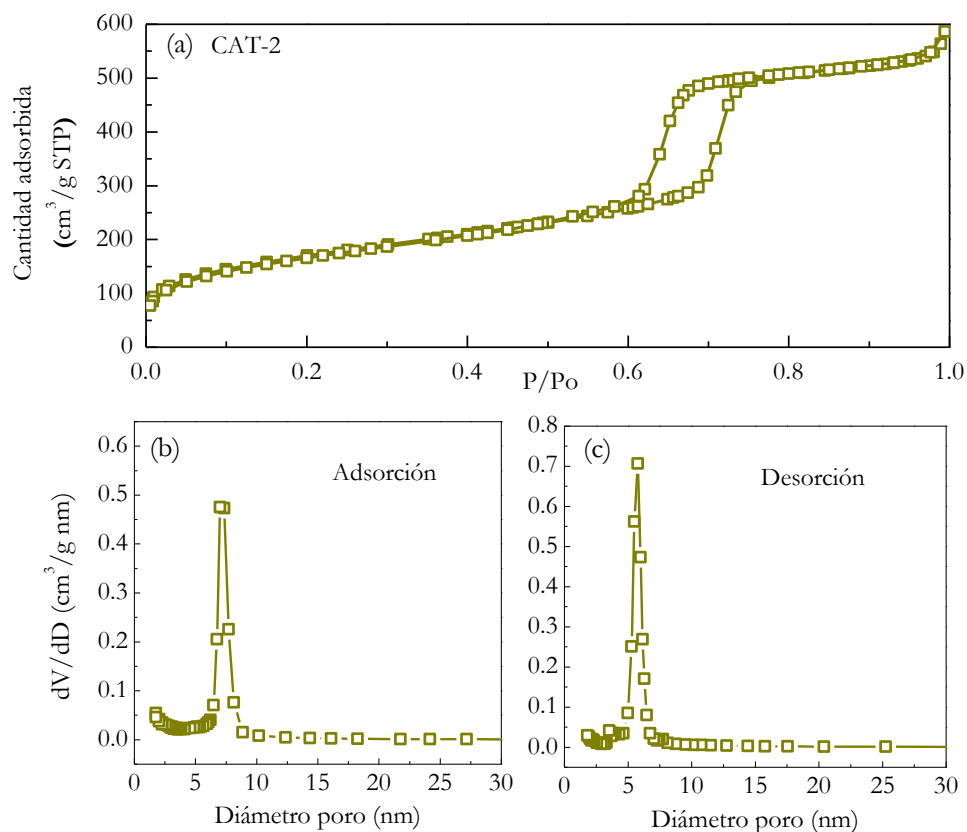 (a) CAT-2
Cantidad adsorbida
(cm³/g STP)
600
500
400
300
200
100
0
0.0 0.2 0.4 0.6 0.8 1.0
P/Po
(b)
Adsorción
dV/dD (cm³/g nm)
0.6
0.5
0.4
0.3
0.2
0.1
0.0
0 5 10 15 20 25 30
Diámetro poro (nm)
(c)
Desorción
0.8
0.7
0.6
0.5
0.4
0.3
0.2
0.1
0.0
0 5 10 15 20 25 30
Diámetro poro (nm)